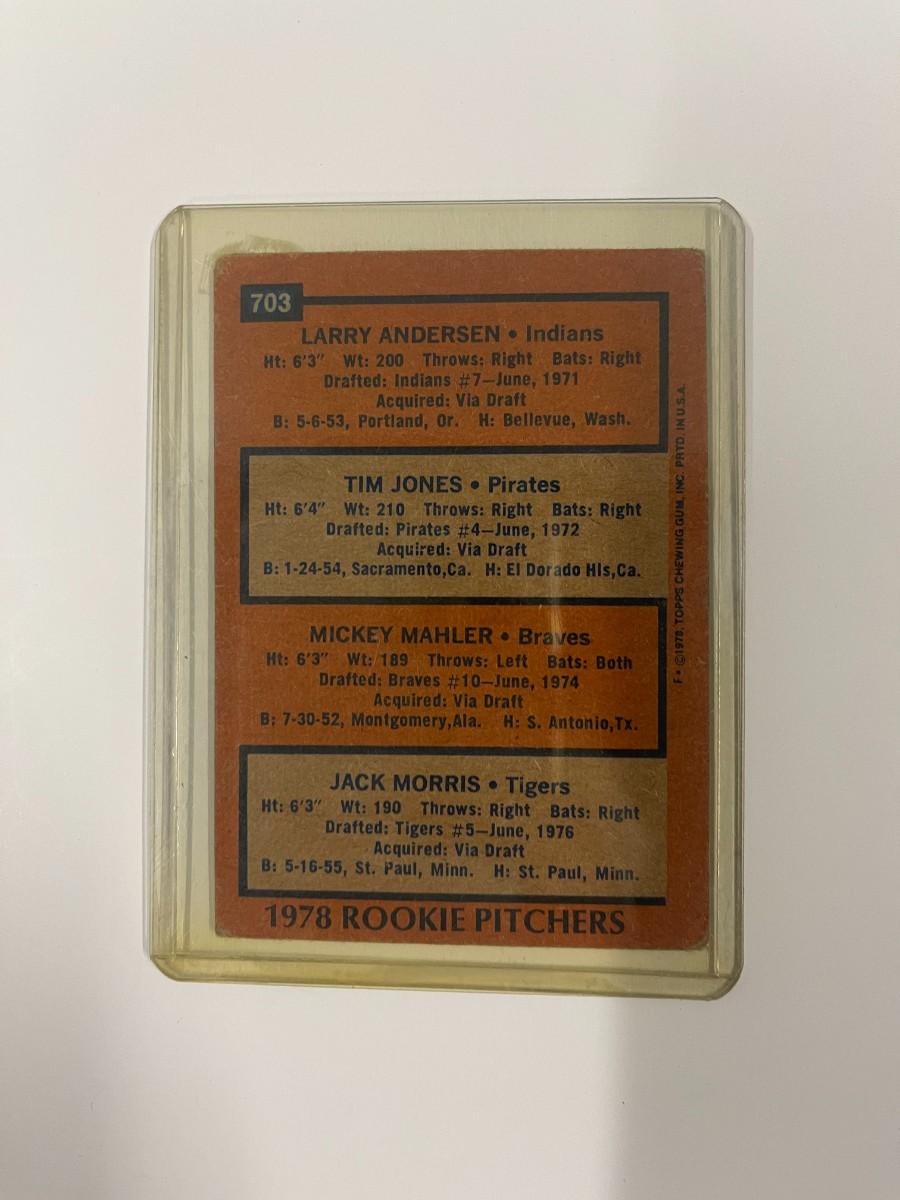 703
LARRY ANDERSEN • Indians
Ht: 6'3" Wt: 200 Throws: Right Bats: Right
Drafted: Indians #7—June, 1971
Acquired: Via Draft
B: 5-6-53, Portland, Or. H: Bellevue, Wash.
TIM JONES • Pirates
Ht: 6'4" Wt: 210 Throws: Right Bats: Right
Drafted: Pirates #4—June, 1972
Acquired: Via Draft
B: 1-24-54, Sacramento,Ca. H: El Dorado Hls,Ca.
MICKEY MAHLER • Braves
Ht: 6'3" Wt: 189 Throws: Left Bats: Both
Drafted: Braves #10—June, 1974
Acquired: Via Draft
B: 7-30-52, Montgomery,Ala. H: S. Antonio,Tx.
JACK MORRIS • Tigers
Ht: 6'3" Wt: 190 Throws: Right Bats: Right
Drafted: Tigers #5—June, 1976
Acquired: Via Draft
B: 5-16-55, St. Paul, Minn. H: St. Paul, Minn.
1978 ROOKIE PITCHERS
F* ©1978, TOPPS CHEWING GUM, INC. PRTD. IN U.S.A.